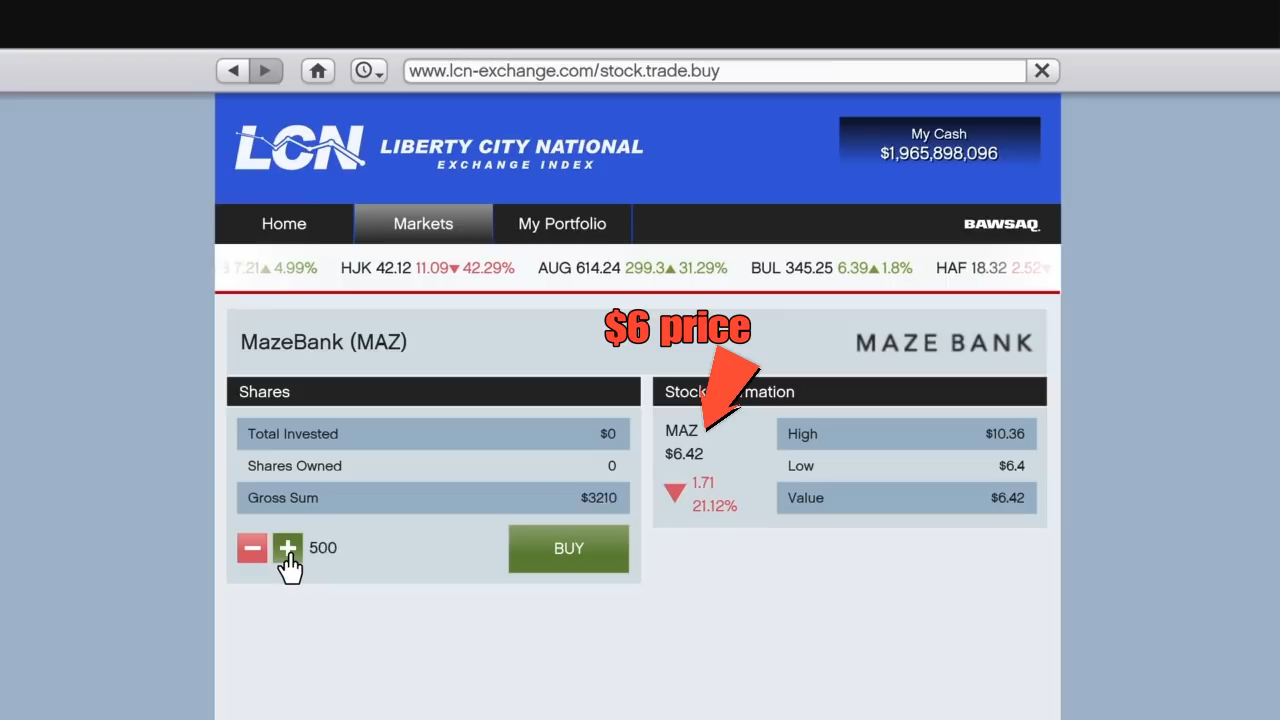 www.lcn-exchange.com/stock.trade.buy
LCN LIBERTY CITY NATIONAL
EXCHANGE INDEX
My Cash
$1,965,898,096
Home Markets My Portfolio BAWSAQ
7.21▲4.99% HJK 42.12 11.09▼42.29% AUG 614.24 299.3▲31.29% BUL 345.25 6.39▲1.8% HAF 18.32 2.52▼
$6 price
MazeBank (MAZ) MAZE BANK
Shares
Total Invested $0
Shares Owned 0
Gross Sum $3210
500 BUY
MAZ
$6.42
1.71
21.12%
High $10.36
Low $6.4
Value $6.42